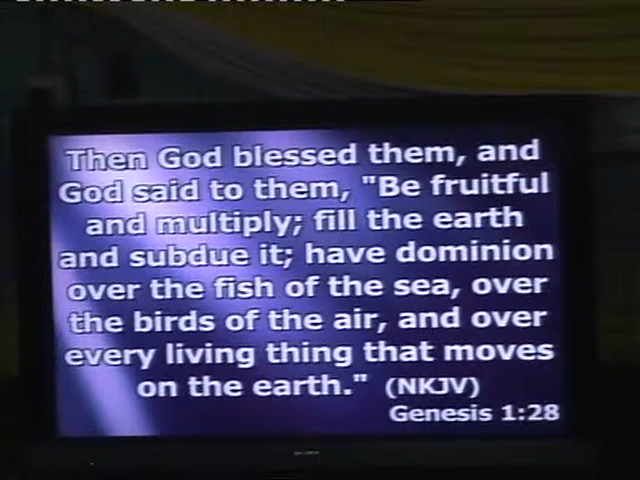 Then God blessed them, and
God said to them, "Be fruitful
and multiply; fill the earth
and subdue it; have dominion
over the fish of the sea, over
the birds of the air, and over
every living thing that moves
on the earth." (NKJV)
Genesis 1:28